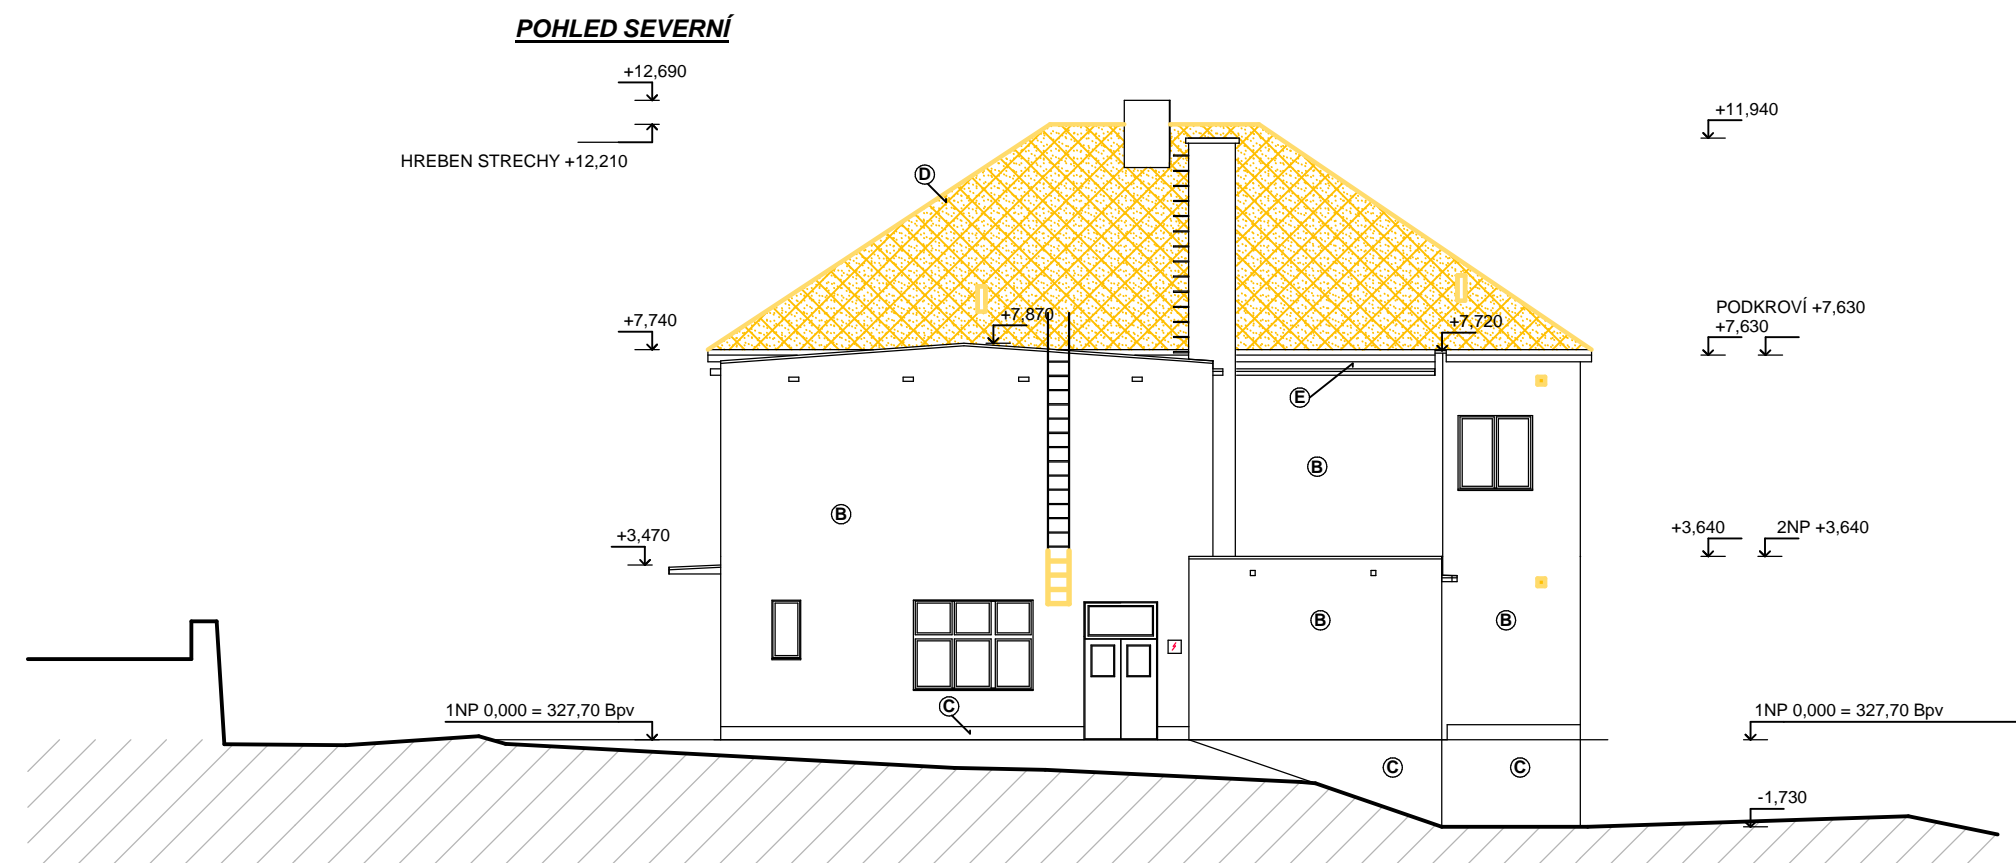 POHLED SEVERNÍ
+12,690
+11,940
HREBEN STRECHY +12,210
D
+7,740
+7,870
+7,720
PODKROVÍ +7,630
+7,630
E
B
B
+3,470
+3,640
2NP +3,640
B
B
1NP 0,000 = 327,70 Bpv
C
1NP 0,000 = 327,70 Bpv
C
C
-1,730